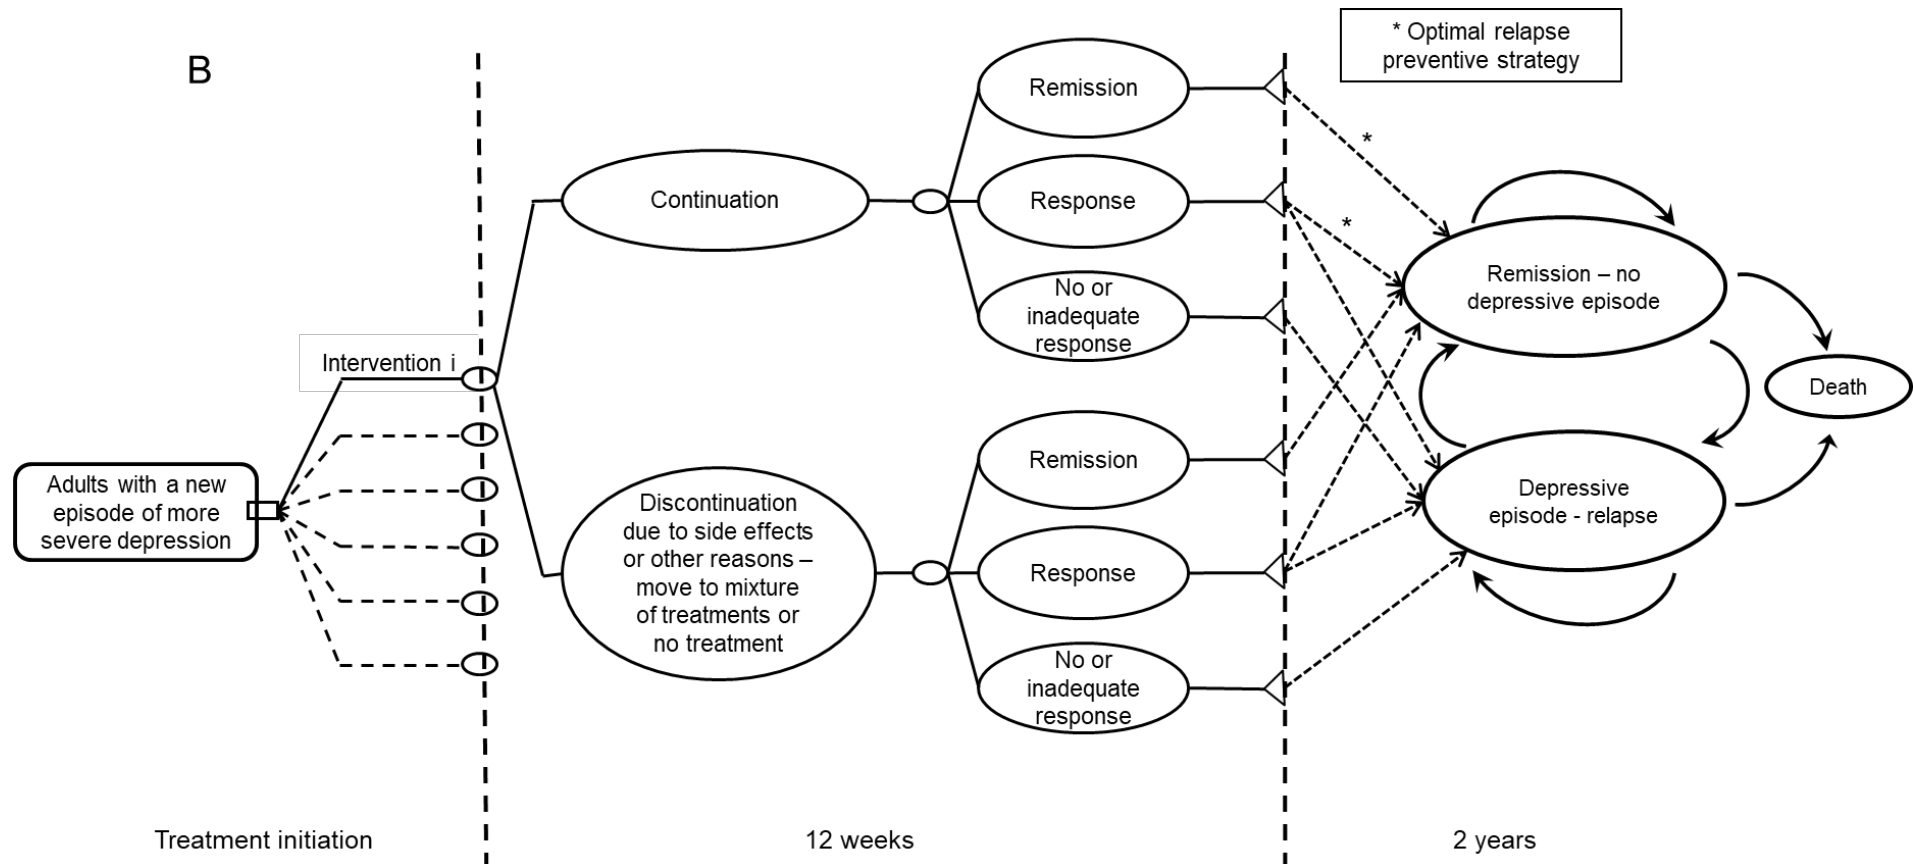 B
* Optimal relapse
preventive strategy
Adults with a new
episode of more
severe depression
Intervention i
Continuation
Discontinuation
due to side effects
or other reasons –
move to mixture
of treatments or
no treatment
Remission
Response
No or
inadequate
response
Remission
Response
No or
inadequate
response
*
*
Remission – no
depressive episode
Depressive
episode - relapse
Death
Treatment initiation
12 weeks
2 years